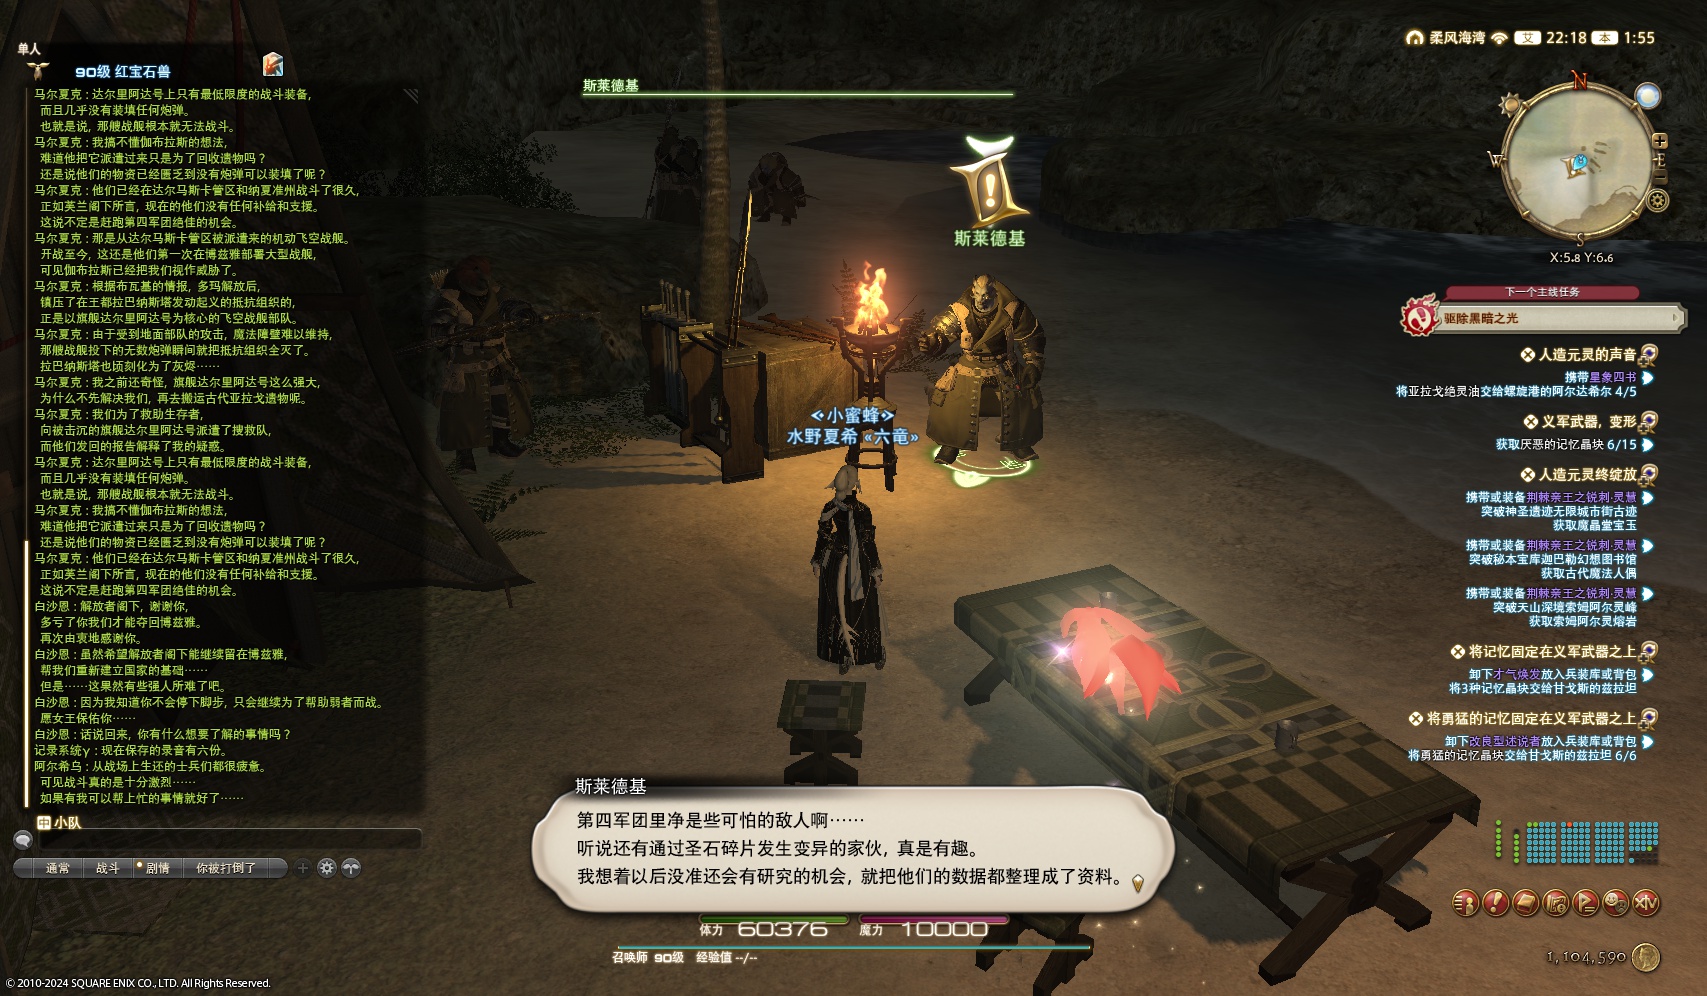 单人
90级 红宝石兽
马尔夏克：达尔里阿达号上只有最低限度的战斗装备，
而且几乎没有装填任何炮弹。
也就是说，那艘战舰根本就无法战斗。
马尔夏克：我搞不懂伽布拉斯的想法，
难道他把它派遣过来只是为了回收遗物吗？
还是说他们的物资已经匮乏到没有炮弹可以装填了呢？
马尔夏克：他们已经在达尔马斯卡管区和纳夏准州战斗了很久，
正如芙兰阁下所言，现在的他们没有任何补给和支援。
这说不定是赶跑第四军团绝佳的机会。
马尔夏克：那是从达尔马斯卡管区被派遣来的机动飞空战舰。
开战至今，这还是他们第一次在博兹雅部署大型战舰，
可见伽布拉斯已经把我们视作威胁了。
马尔夏克：根据布瓦基的情报，多玛解放后，
镇压了在王都拉巴纳斯塔发动起义的抵抗组织的，
正是以旗舰达尔里阿达号为核心的飞空战舰部队。
马尔夏克：由于受到地面部队的攻击，魔法障壁难以维持，
那艘战舰投下的无数炮弹瞬间就把抵抗组织全灭了。
拉巴纳斯塔也顷刻化为了灰烬……
马尔夏克：我之前还奇怪，旗舰达尔里阿达号这么强大，
为什么不先解决我们，再去搬运古代亚拉戈遗物呢。
马尔夏克：我们为了救助生存者，
向被击沉的旗舰达尔里阿达号派遣了搜救队，
而他们发回的报告解释了我的疑惑。
马尔夏克：达尔里阿达号上只有最低限度的战斗装备，
而且几乎没有装填任何炮弹。
也就是说，那艘战舰根本就无法战斗。
马尔夏克：我搞不懂伽布拉斯的想法，
难道他把它派遣过来只是为了回收遗物吗？
还是说他们的物资已经匮乏到没有炮弹可以装填了呢？
马尔夏克：他们已经在达尔马斯卡管区和纳夏准州战斗了很久，
正如芙兰阁下所言，现在的他们没有任何补给和支援。
这说不定是赶跑第四军团绝佳的机会。
白沙恩：解放者阁下，谢谢你，
多亏了你我们才能夺回博兹雅。
再次由衷地感谢你。
白沙恩：虽然希望解放者阁下能继续留在博兹雅，
帮我们重新建立国家的基础……
但是……这果然有些强人所难了吧。
白沙恩：因为我知道你不会停下脚步，只会继续为了帮助弱者而战。
愿女王保佑你……
白沙恩：话说回来，你有什么想要了解的事情吗？
记录系统γ：现在保存的录音有六份。
阿尔希乌：从战场上生还的士兵们都很疲惫。
可见战斗真的是十分激烈……
如果有我可以帮上忙的事情就好了……
小队
通常 战斗 剧情 你被打倒了
斯莱德基
斯莱德基
≪小蜜蜂≫
水野夏希 «六竜»
柔风海湾 艾 22:18 本 1:55
N
W E
S
X:5.8 Y:6.6
下一个主线任务
驱除黑暗之光
人造元灵的声音
携带星象四书
将亚拉戈绝灵油交给螺旋港的阿尔达希尔 4/5
义军武器，变形
获取厌恶的记忆晶块 6/15
人造元灵终绽放
携带或装备荆棘亲王之锐刺·灵慧
突破神圣遗迹无限城市街古迹
获取魔晶堂宝玉
携带或装备荆棘亲王之锐刺·灵慧
突破秘本宝库迦巴勒幻想图书馆
获取古代魔法人偶
携带或装备荆棘亲王之锐刺·灵慧
突破天山深境索姆阿尔灵峰
获取索姆阿尔灵熔岩
将记忆固定在义军武器之上
卸下才气焕发放入兵装库或背包
将3种记忆晶块交给甘戈斯的兹拉坦
将勇猛的记忆固定在义军武器之上
卸下改良型述说者放入兵装库或背包
将勇猛的记忆晶块交给甘戈斯的兹拉坦 6/6
斯莱德基
第四军团里净是些可怕的敌人啊……
听说还有通过圣石碎片发生变异的家伙，真是有趣。
我想着以后没准还会有研究的机会，就把他们的数据都整理成了资料。
体力 60376 魔力 10000
召唤师 90级 经验值 --/--
XIV
1,104,590
© 2010-2024 SQUARE ENIX CO., LTD. All Rights Reserved.